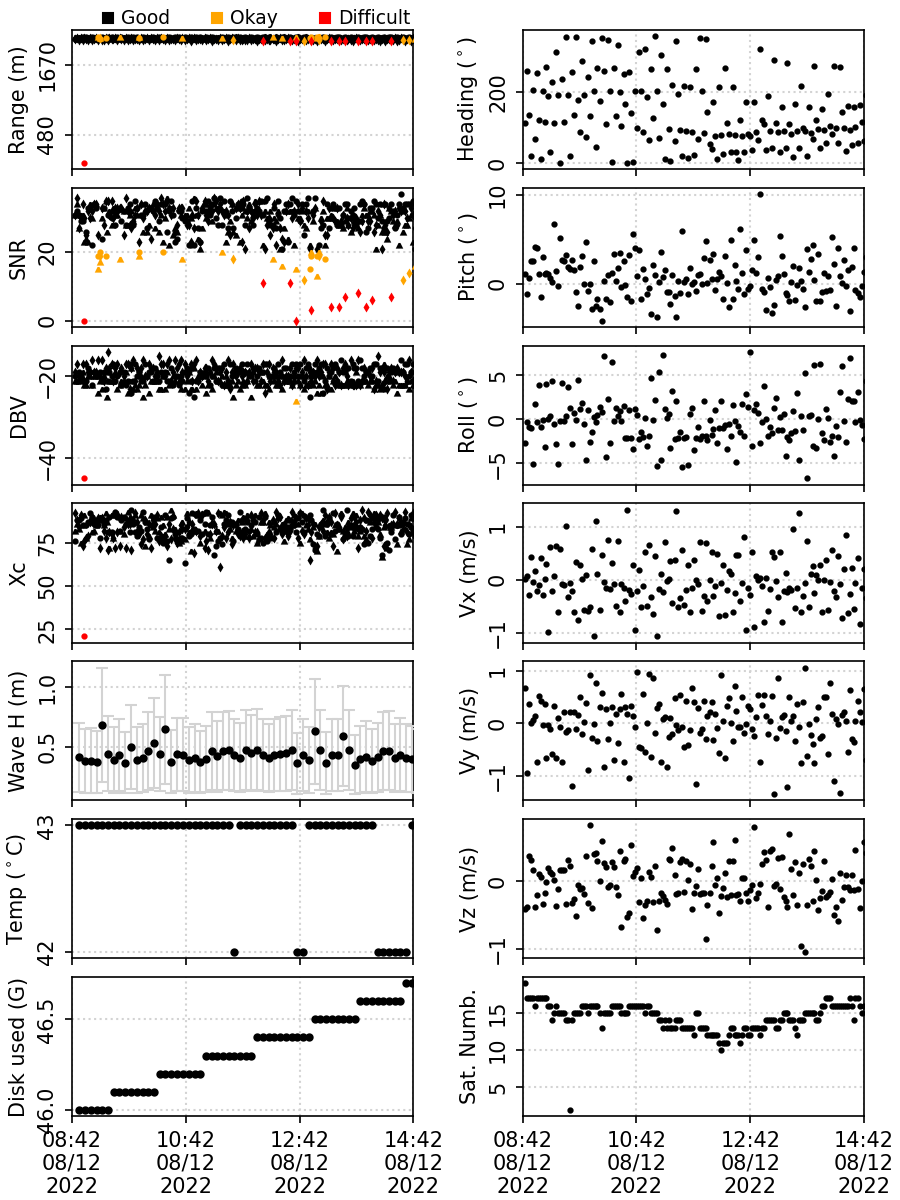 Good Okay Difficult
Range (m)
1670
480
Heading (°)
200
0
SNR
20
0
Pitch (°)
10
0
DBV
−20
−40
Roll (°)
5
0
−5
Xc
75
50
25
Vx (m/s)
1
0
−1
Wave H (m)
1.0
0.5
Vy (m/s)
1
0
−1
Temp (°C)
43
42
Vz (m/s)
0
−1
Disk used (G)
46.5
46.0
Sat. Numb.
15
10
5
08:42 10:42 12:42 14:42
08/12 08/12 08/12 08/12
2022 2022 2022 2022
08:42 10:42 12:42 14:42
08/12 08/12 08/12 08/12
2022 2022 2022 2022